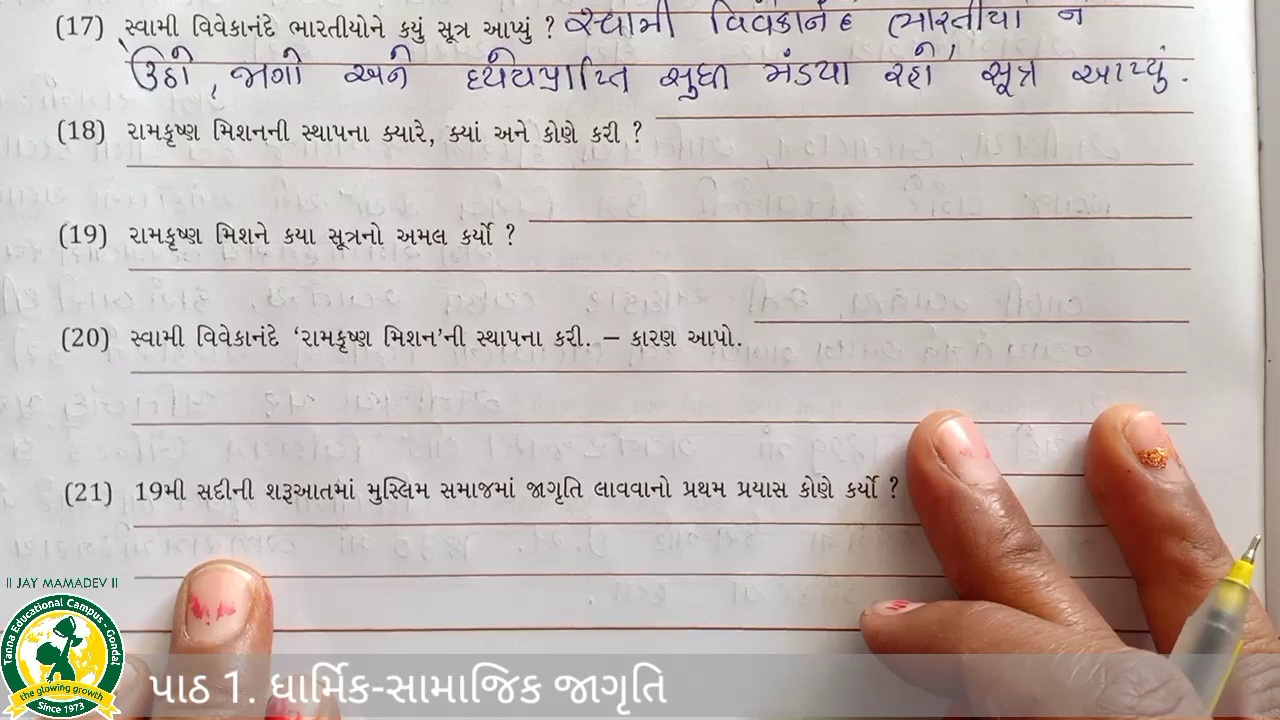 (17) સ્વામી વિવેકાનંદે ભારતીયોને કયું સૂત્ર આપ્યું ? સ્વામી વિવેકાનંદે ભારતીયો ને
'ઉઠો, જાગો અને ધ્યેયપ્રાપ્તિ સુધી મંડયા રહો' સૂત્ર આપ્યું.
(18) રામકૃષ્ણ મિશનની સ્થાપના ક્યારે, ક્યાં અને કોણે કરી ?
(19) રામકૃષ્ણ મિશને કયા સૂત્રનો અમલ કર્યો ?
(20) સ્વામી વિવેકાનંદે ‘રામકૃષ્ણ મિશન’ની સ્થાપના કરી. – કારણ આપો.
(21) 19મી સદીની શરૂઆતમાં મુસ્લિમ સમાજમાં જાગૃતિ લાવવાનો પ્રથમ પ્રયાસ કોણે કર્યો ?
॥ JAY MAMADEV ॥
Tanna Educational Campus - Gondal
the glowing growth
Since 1973
પાઠ 1. ધાર્મિક-સામાજિક જાગૃતિ